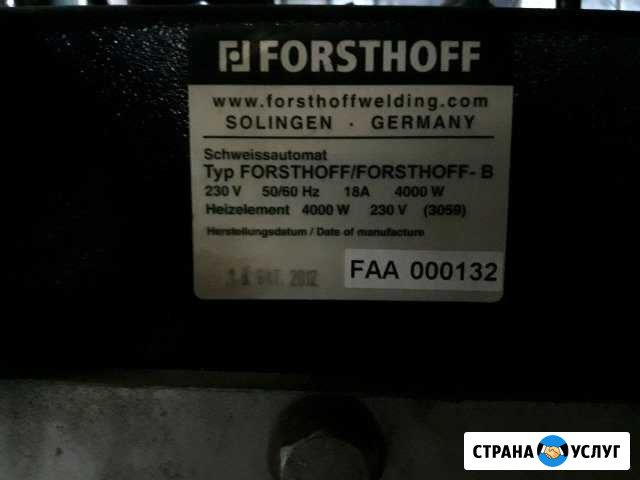 FORSTHOFF
www.forsthoffwelding.com
SOLINGEN · GERMANY
Schweissautomat
Typ FORSTHOFF/FORSTHOFF- B
230 V 50/60 Hz 18A 4000 W
Heizelement 4000 W 230 V (3059)
Herstellungsdatum / Date of manufacture
2012
FAA 000132
СТРАНА УСЛУГ